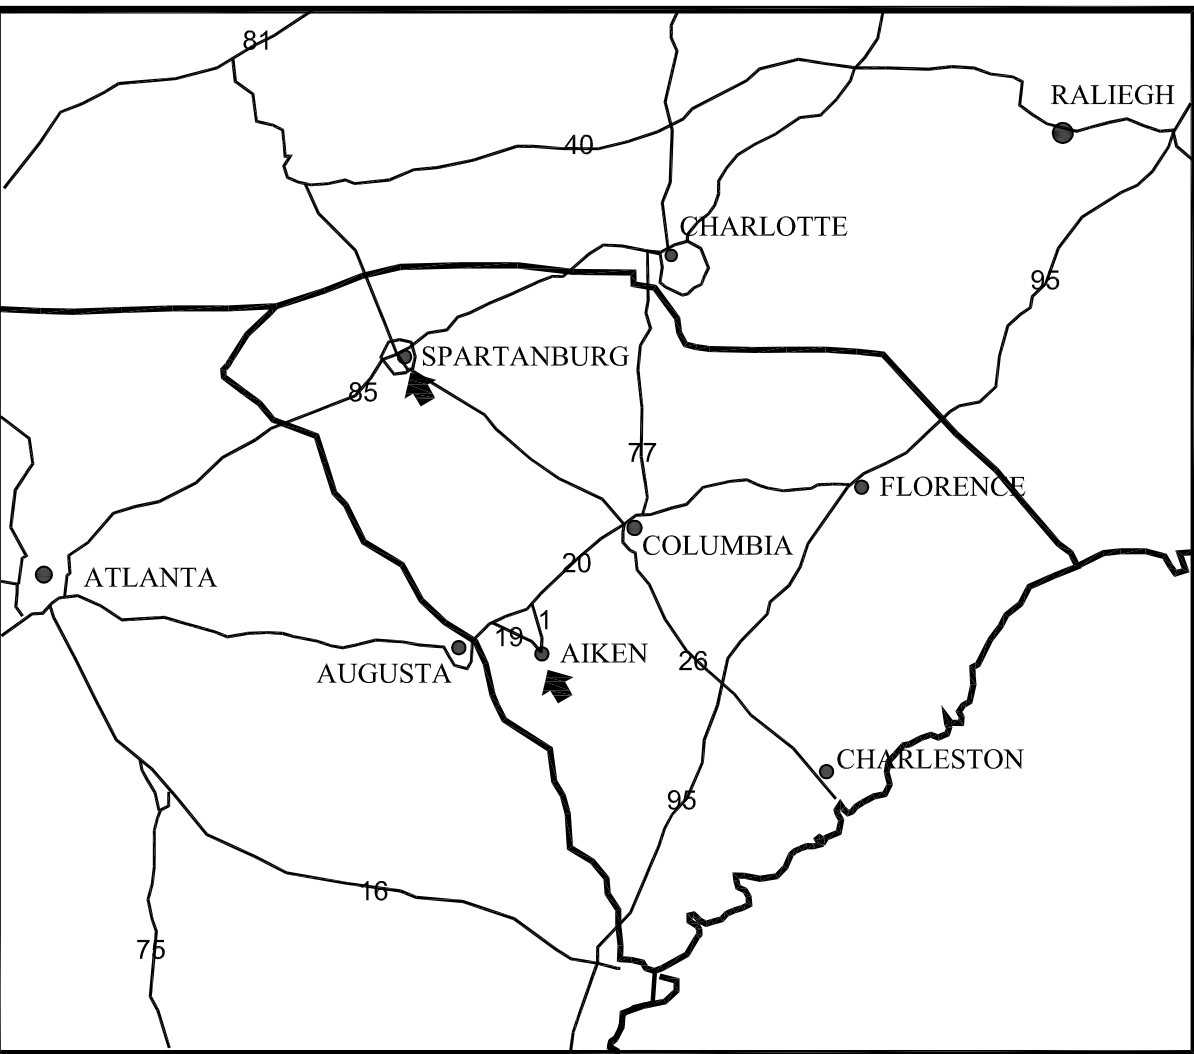 81
RALIEGH
40
CHARLOTTE
95
SPARTANBURG
85
77
FLORENCE
COLUMBIA
20
ATLANTA
1
19
AIKEN
26
AUGUSTA
CHARLESTON
95
16
75